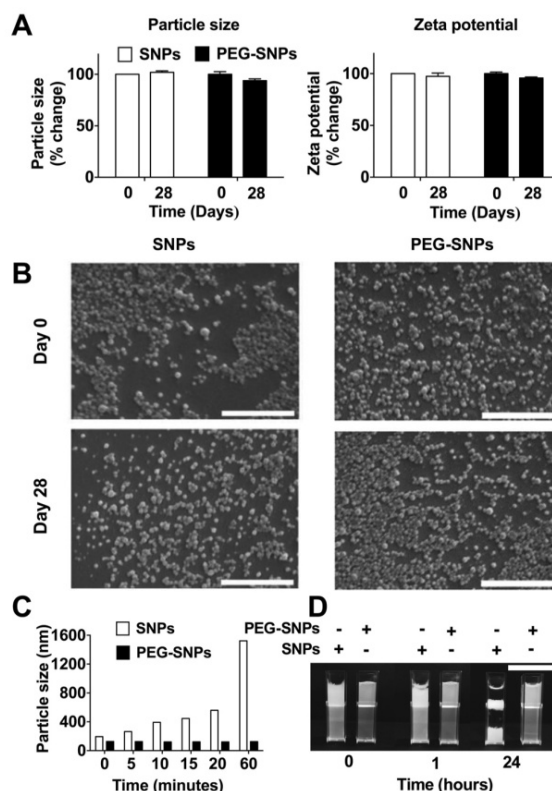 A
Particle size
Zeta potential
SNPs
PEG-SNPs
Particle size
(% change)
100
50
0
0 28 0 28
Time (Days)
Zeta potential
(% change)
100
50
0
0 28 0 28
Time (Days)
SNPs
PEG-SNPs
B
Day 0
Day 28
C
SNPs
PEG-SNPs
Particle size (nm)
1600
1200
800
400
0
0 5 10 15 20 60
Time (minutes)
D
PEG-SNPs - + - + - +
SNPs + - + - + -
0 1 24
Time (hours)